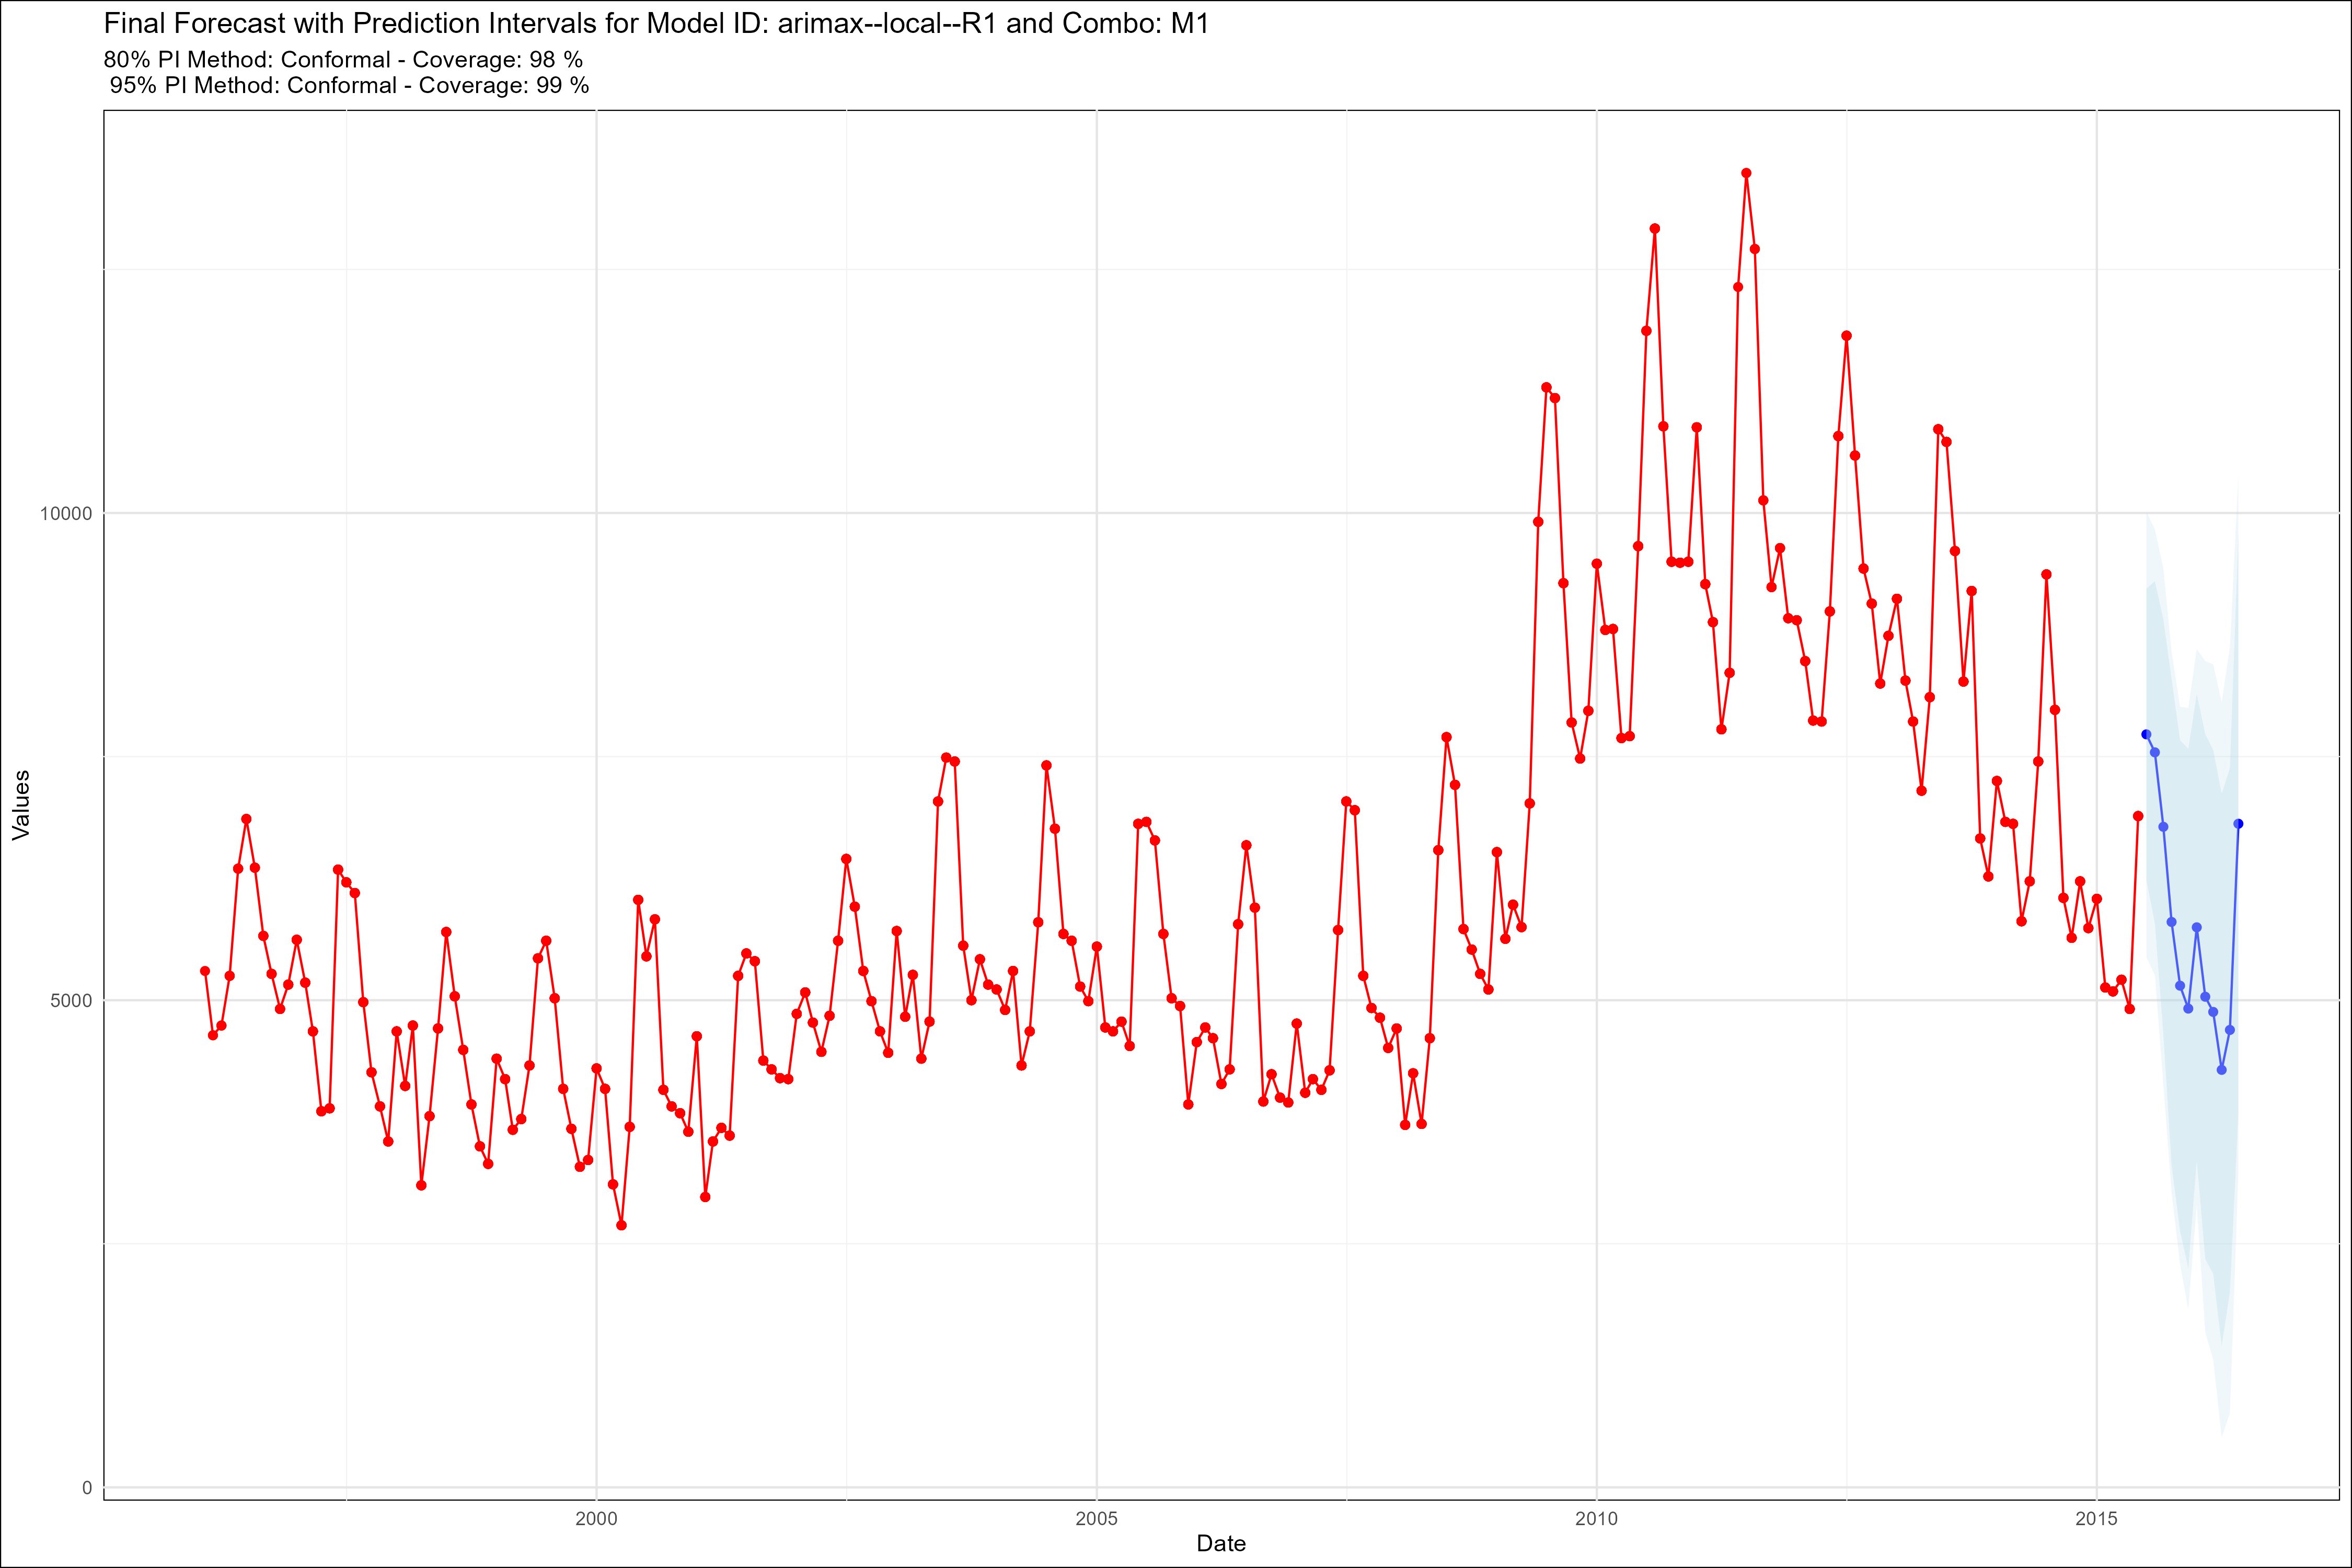 Final Forecast with Prediction Intervals for Model ID: arimax--local--R1 and Combo: M1
80% PI Method: Conformal - Coverage: 98 %
95% PI Method: Conformal - Coverage: 99 %
Values
10000
5000
0
2000 2005 2010 2015
Date